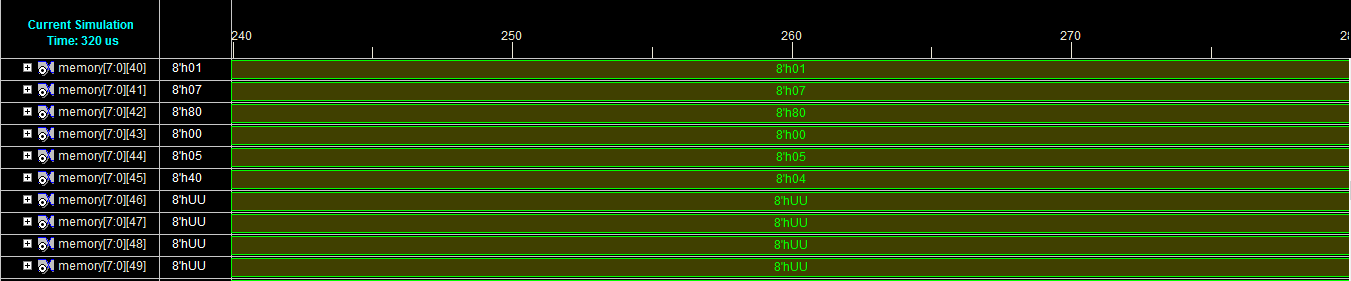 Current Simulation
Time: 320 us
240 250 260 270 28
memory[7:0][40] 8'h01 8'h01
memory[7:0][41] 8'h07 8'h07
memory[7:0][42] 8'h80 8'h80
memory[7:0][43] 8'h00 8'h00
memory[7:0][44] 8'h05 8'h05
memory[7:0][45] 8'h40 8'h04
memory[7:0][46] 8'hUU 8'hUU
memory[7:0][47] 8'hUU 8'hUU
memory[7:0][48] 8'hUU 8'hUU
memory[7:0][49] 8'hUU 8'hUU